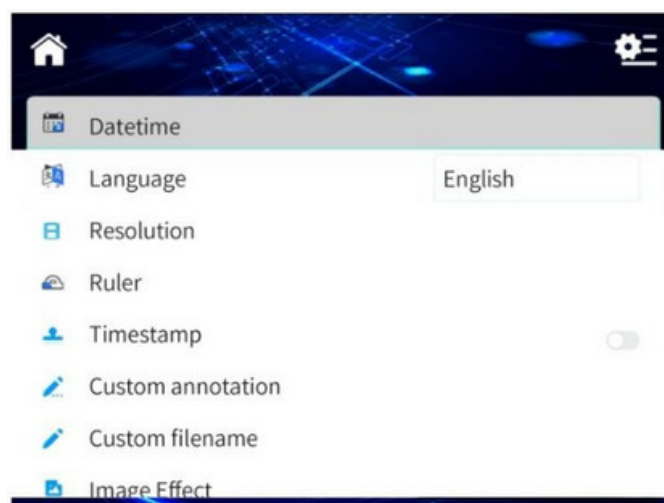 Datetime
Language English
Resolution
Ruler
Timestamp
Custom annotation
Custom filename
Image Effect